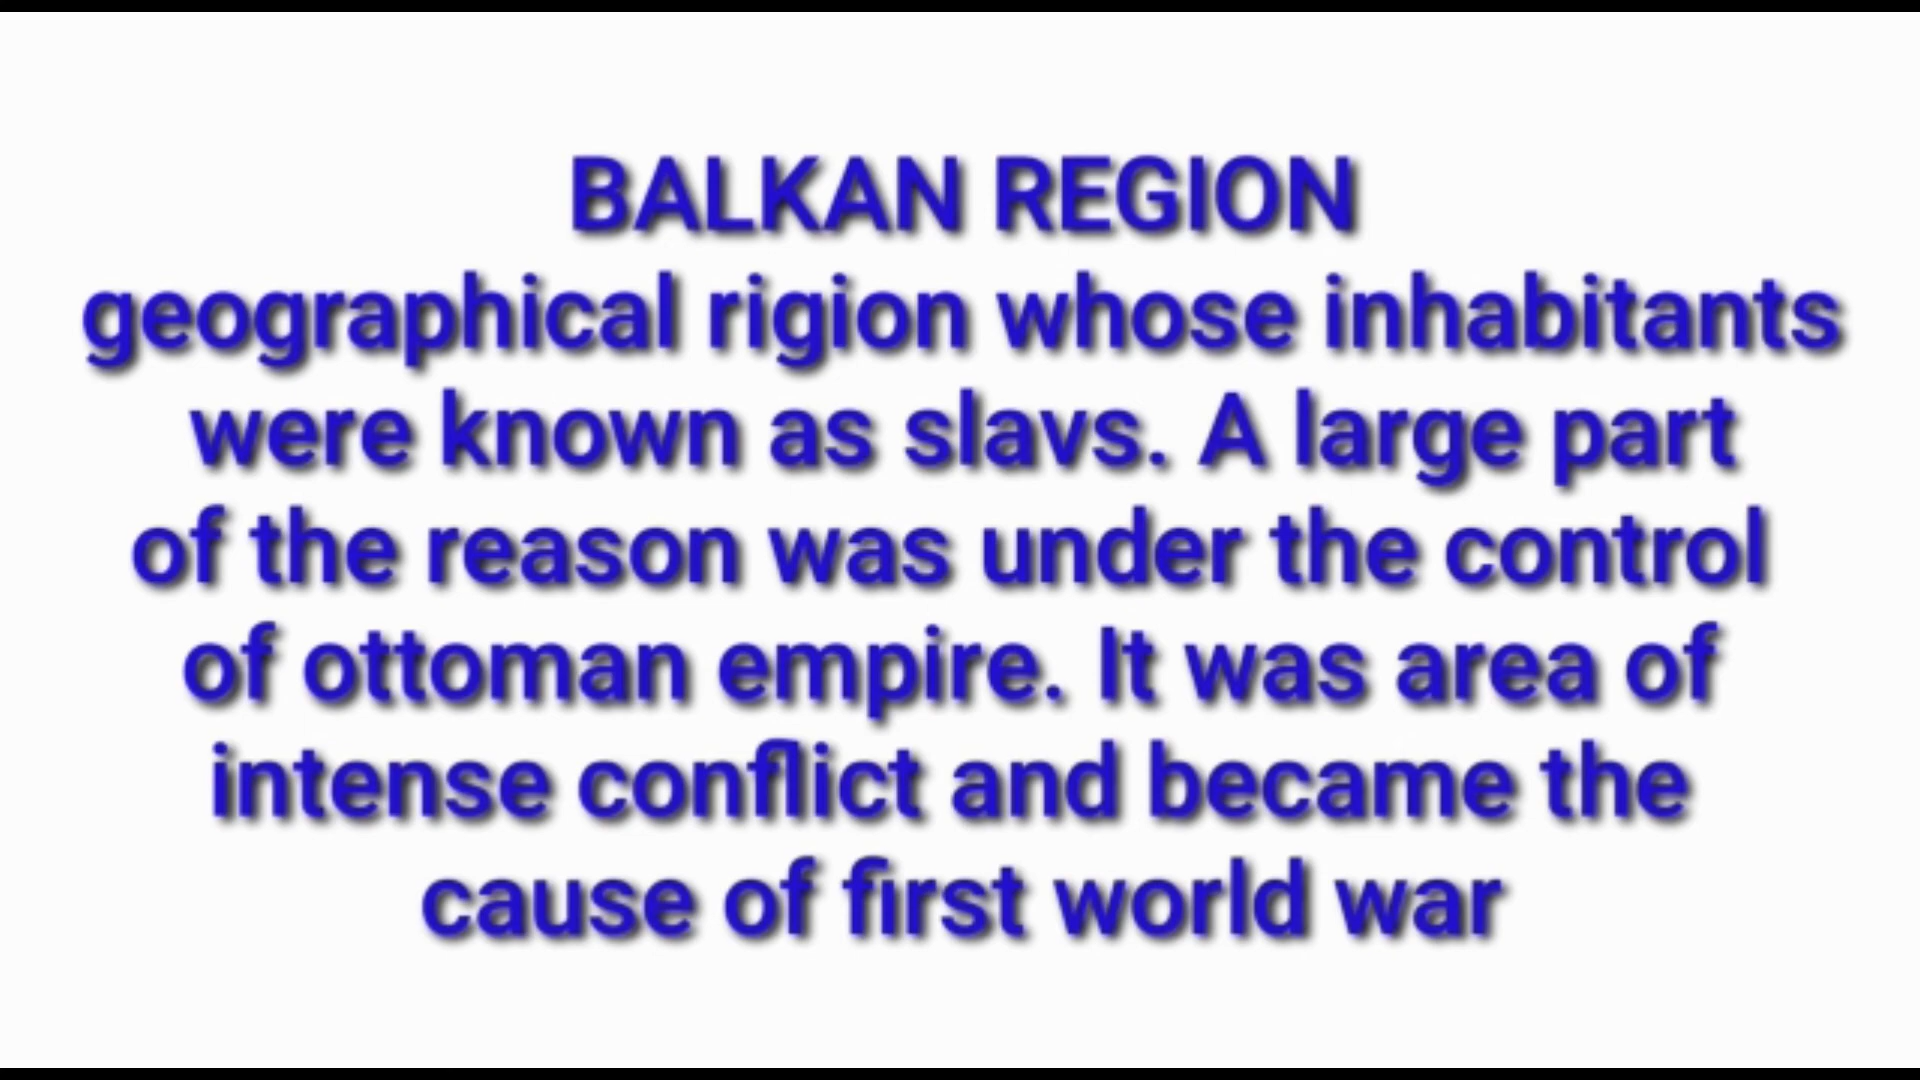 BALKAN REGION
geographical rigion whose inhabitants
were known as slavs. A large part
of the reason was under the control
of ottoman empire. It was area of
intense conflict and became the
cause of first world war